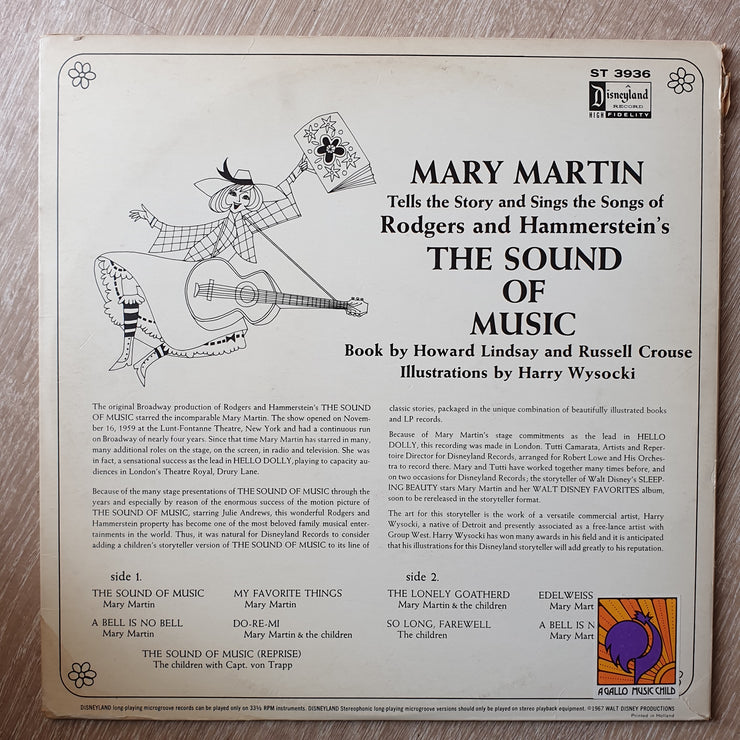 ST 3936
A
Disneyland
RECORD
HIGH FIDELITY
MARY MARTIN
Tells the Story and Sings the Songs of
Rodgers and Hammerstein's
THE SOUND
OF
MUSIC
Book by Howard Lindsay and Russell Crouse
Illustrations by Harry Wysocki
The original Broadway production of Rodgers and Hammerstein's THE SOUND
OF MUSIC starred the incomparable Mary Martin. The show opened on Novem-
ber 16, 1959 at the Lunt-Fontanne Theatre, New York and had a continuous run
on Broadway of nearly four years. Since that time Mary Martin has starred in many,
many additional roles on the stage, on the screen, in radio and television. She was
in fact, a sensational success as the lead in HELLO DOLLY, playing to capacity aud-
iences in London's Theatre Royal, Drury Lane.
Because of the many stage presentations of THE SOUND OF MUSIC through the
years and especially by reason of the enormous success of the motion picture of
THE SOUND OF MUSIC, starring Julie Andrews, this wonderful Rodgers and
Hammerstein property has become one of the most beloved family musical enter-
tainments in the world. Thus, it was natural for Disneyland Records to consider
adding a children's storyteller version of THE SOUND OF MUSIC to its line of
classic stories, packaged in the unique combination of beautifully illustrated books
and LP records.
Because of Mary Martin's stage commitments as the lead in HELLO
DOLLY, this recording was made in London. Tutti Camarata, Artists and Reper-
toire Director for Disneyland Records, arranged for Robert Lowe and His Orches-
tra to record there. Mary and Tutti have worked together many times before, and
on two occasions for Disneyland Records; the storyteller of Walt Disney's SLEEP-
ING BEAUTY stars Mary Martin and her WALT DISNEY FAVORITES album,
soon to be rereleased in the storyteller format.
The art for this storyteller is the work of a versatile commercial artist, Harry
Wysocki, a native of Detroit and presently associated as a free-lance artist with
Group West. Harry Wysocki has won many awards in his field and it is anticipated
that his illustrations for this Disneyland storyteller will add greatly to his reputation.
side 1.
THE SOUND OF MUSIC
Mary Martin
MY FAVORITE THINGS
Mary Martin
A BELL IS NO BELL
Mary Martin
DO-RE-MI
Mary Martin & the children
THE SOUND OF MUSIC (REPRISE)
The children with Capt. von Trapp
side 2.
THE LONELY GOATHERD
Mary Martin & the children
EDELWEISS
Mary Mart
SO LONG, FAREWELL
The children
A BELL IS N
Mary Mart
A GALLO MUSIC CHILD
DISNEYLAND long-playing microgroove records can be played only on 33⅓ RPM instruments. DISNEYLAND Stereophonic long-playing microgroove versions should only be played on stereo playback equipment. ©1967 WALT DISNEY PRODUCTIONS
Printed in Holland